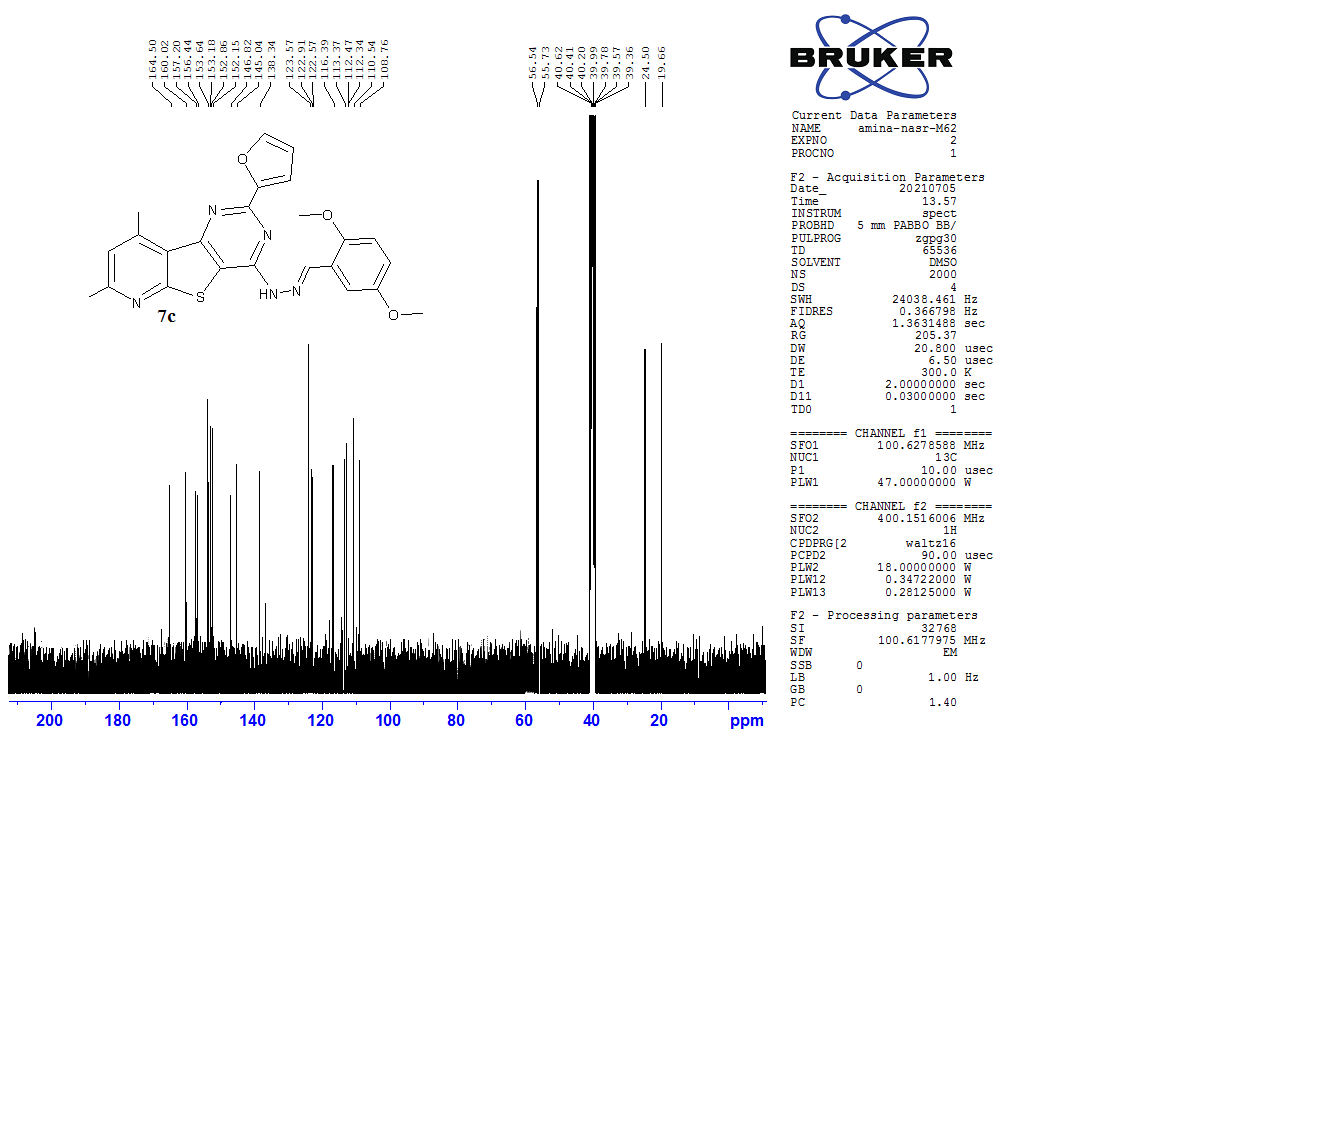 164.50
160.02
157.20
156.44
153.64
153.18
152.86
152.15
146.82
145.04
138.34
123.57
122.91
122.57
116.39
113.37
112.47
112.34
110.54
108.76
56.54
55.73
40.62
40.41
40.20
39.99
39.78
39.57
39.36
24.50
19.66
BRUKER
O
N
O
N
S
HN
N
N
O
7c
200 180 160 140 120 100 80 60 40 20 ppm
Current Data Parameters
NAME amina-nasr-M62
EXPNO 2
PROCNO 1
F2 - Acquisition Parameters
Date_ 20210705
Time 13.57
INSTRUM spect
PROBHD 5 mm PABBO BB/
PULPROG zgpg30
TD 65536
SOLVENT DMSO
NS 2000
DS 4
SWH 24038.461 Hz
FIDRES 0.366798 Hz
AQ 1.3631488 sec
RG 205.37
DW 20.800 usec
DE 6.50 usec
TE 300.0 K
D1 2.00000000 sec
D11 0.03000000 sec
TD0 1
======== CHANNEL f1 ========
SFO1 100.6278588 MHz
NUC1 13C
P1 10.00 usec
PLW1 47.00000000 W
======== CHANNEL f2 ========
SFO2 400.1516006 MHz
NUC2 1H
CPDPRG[2 waltz16
PCPD2 90.00 usec
PLW2 18.00000000 W
PLW12 0.34722000 W
PLW13 0.28125000 W
F2 - Processing parameters
SI 32768
SF 100.6177975 MHz
WDW EM
SSB 0
LB 1.00 Hz
GB 0
PC 1.40